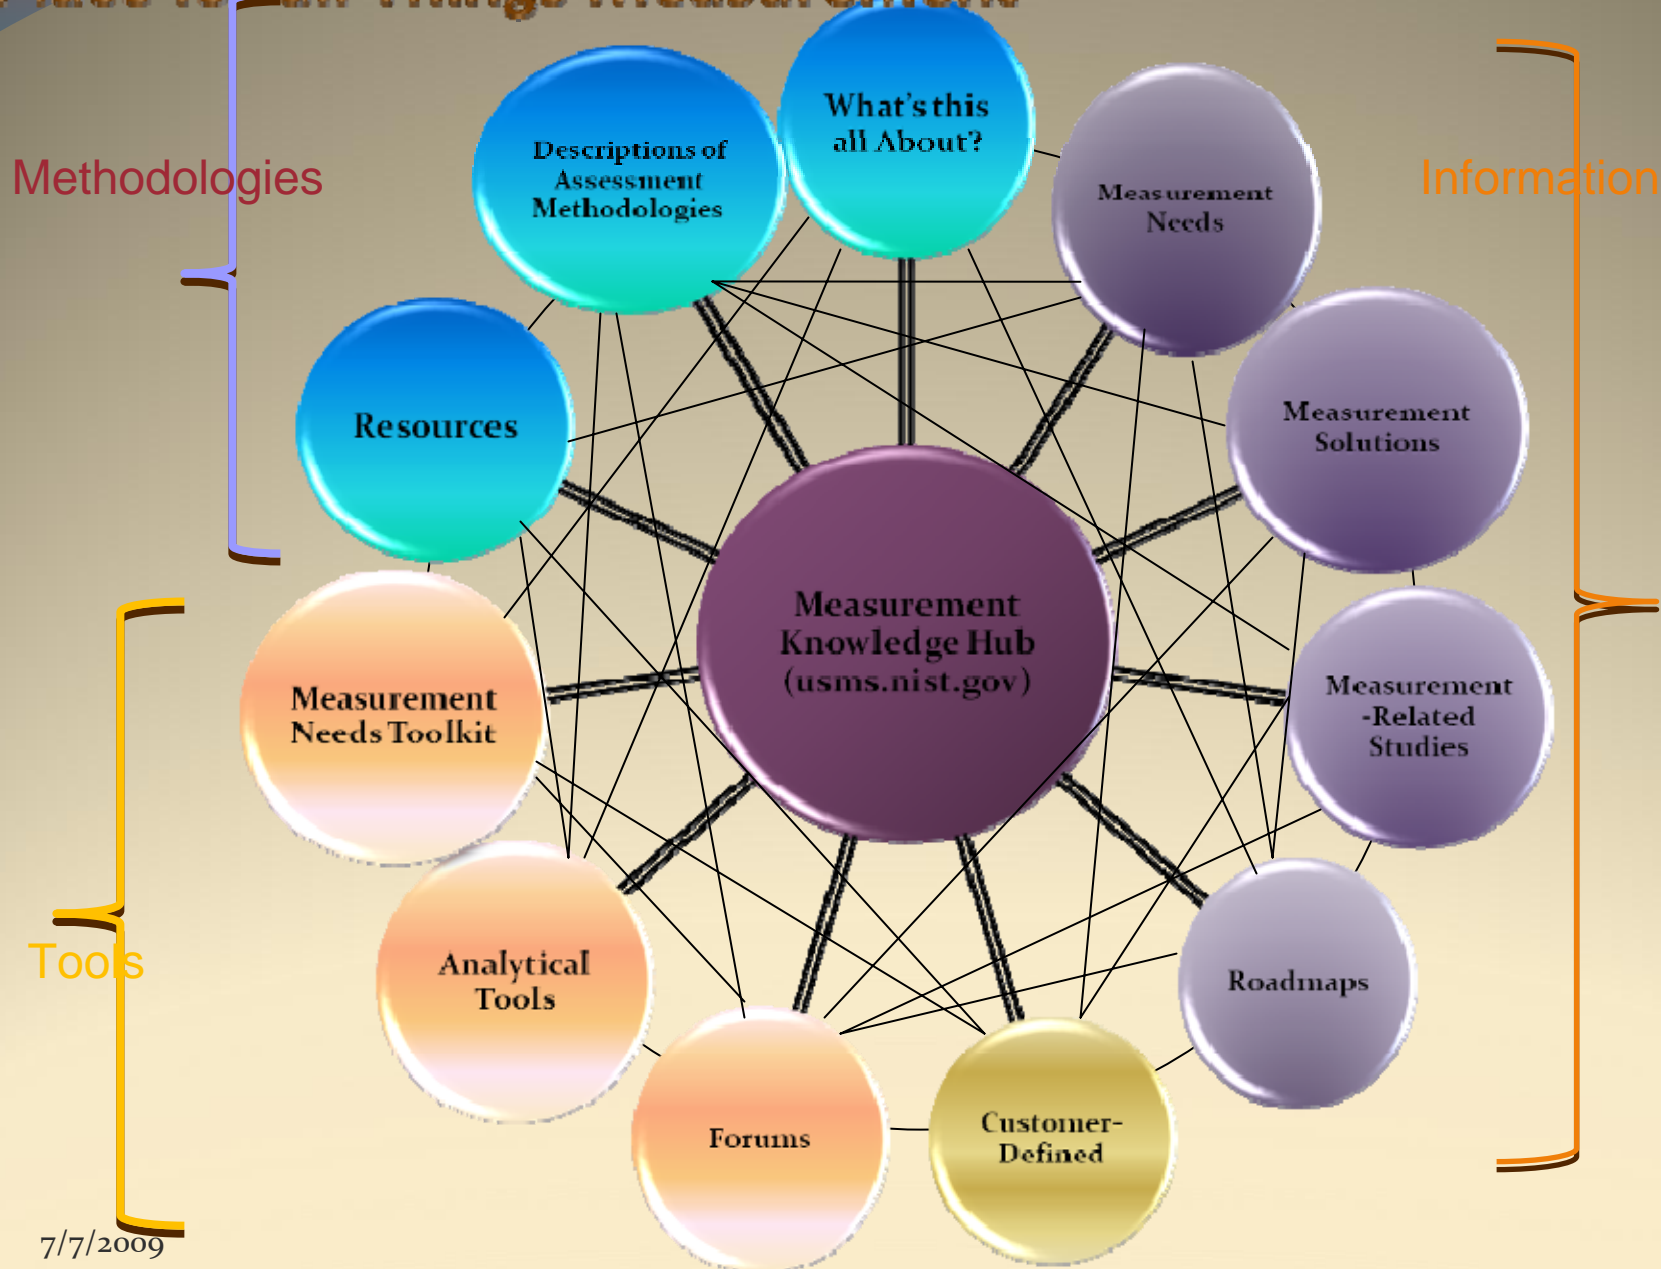 Methodologies
What's this
all About?
Descriptions of
Assessment
Methodologies
Measurement
Needs
Information
Resources
Measurement
Solutions
Measurement
Knowledge Hub
(usms.nist.gov)
Measurement
Needs Toolkit
Measurement
-Related
Studies
Tools
Analytical
Tools
Roadmaps
Forums
Customer-
Defined
7/7/2009